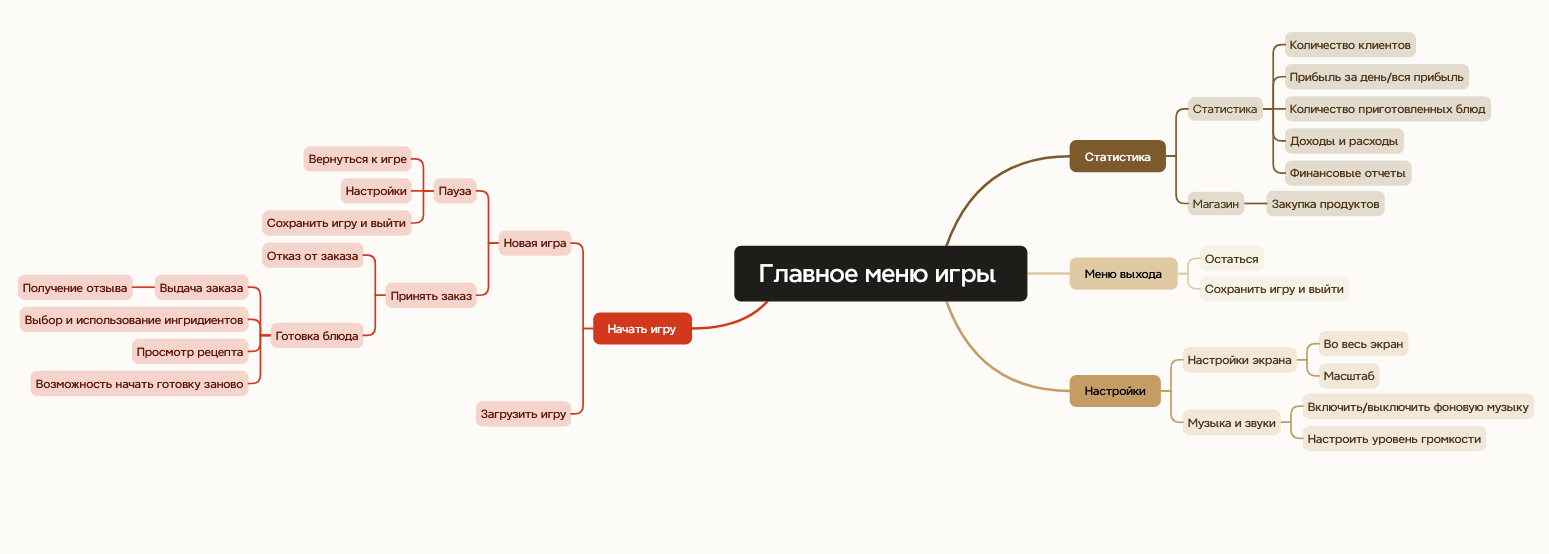 Главное меню игры
Статистика
Статистика
Количество клиентов
Прибыль за день/вся прибыль
Количество приготовленных блюд
Доходы и расходы
Финансовые отчеты
Магазин
Закупка продуктов
Меню выхода
Остаться
Сохранить игру и выйти
Настройки
Настройки экрана
Во весь экран
Масштаб
Музыка и звуки
Включить/выключить фоновую музыку
Настроить уровень громкости
Начать игру
Новая игра
Пауза
Вернуться к игре
Настройки
Сохранить игру и выйти
Принять заказ
Отказ от заказа
Готовка блюда
Выдача заказа
Получение отзыва
Выбор и использование ингридиентов
Просмотр рецепта
Возможность начать готовку заново
Загрузить игру